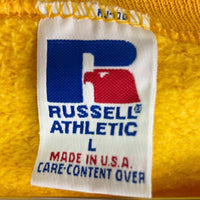 RUSSELL®
ATHLETIC
L
MADE IN U.S.A.
CARE·CONTENT OVER